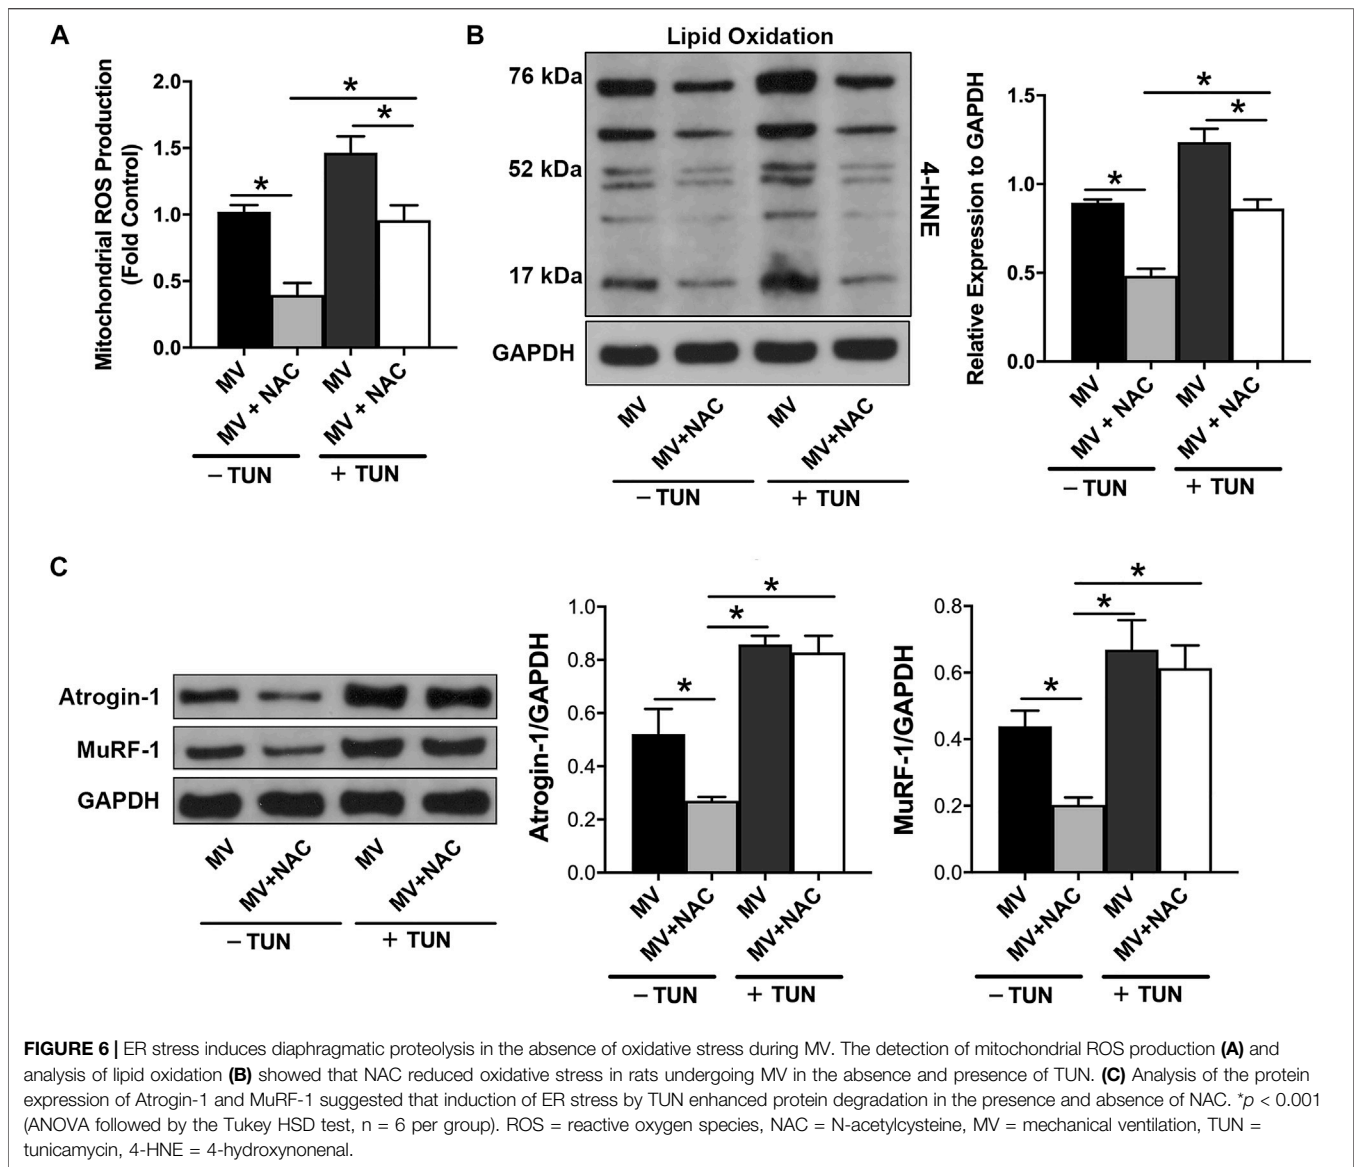 A
Mitochondrial ROS Production
(Fold Control)
2.0
1.5
1.0
0.5
0.0
*
*
*
MV
MV + NAC
MV
MV + NAC
– TUN
+ TUN
B
Lipid Oxidation
76 kDa
52 kDa
17 kDa
4-HNE
GAPDH
MV
MV+NAC
MV
MV+NAC
– TUN
+ TUN
Relative Expression to GAPDH
1.5
1.0
0.5
0.0
*
*
*
MV
MV + NAC
MV
MV + NAC
– TUN
+ TUN
C
Atrogin-1
MuRF-1
GAPDH
MV
MV+NAC
MV
MV+NAC
– TUN
+ TUN
Atrogin-1/GAPDH
1.0
0.8
0.6
0.4
0.2
0.0
*
*
*
MV
MV+NAC
MV
MV+NAC
– TUN
+ TUN
MuRF-1/GAPDH
0.8
0.6
0.4
0.2
0.0
*
*
*
MV
MV+NAC
MV
MV+NAC
– TUN
+ TUN
FIGURE 6 | ER stress induces diaphragmatic proteolysis in the absence of oxidative stress during MV. The detection of mitochondrial ROS production (A) and
analysis of lipid oxidation (B) showed that NAC reduced oxidative stress in rats undergoing MV in the absence and presence of TUN. (C) Analysis of the protein
expression of Atrogin-1 and MuRF-1 suggested that induction of ER stress by TUN enhanced protein degradation in the presence and absence of NAC. *p < 0.001
(ANOVA followed by the Tukey HSD test, n = 6 per group). ROS = reactive oxygen species, NAC = N-acetylcysteine, MV = mechanical ventilation, TUN =
tunicamycin, 4-HNE = 4-hydroxynonenal.